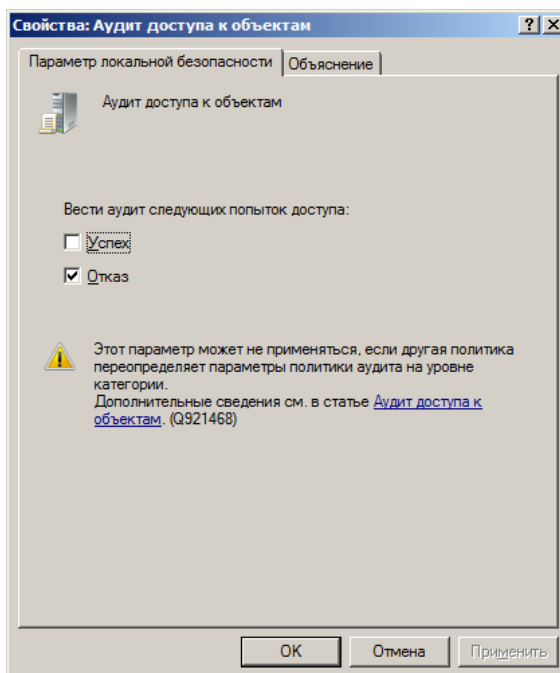 Свойства: Аудит доступа к объектам
Параметр локальной безопасности
Объяснение
Аудит доступа к объектам
Вести аудит следующих попыток доступа:
Успех
Отказ
Этот параметр может не применяться, если другая политика
переопределяет параметры политики аудита на уровне
категории.
Дополнительные сведения см. в статье Аудит доступа к
объектам. (Q921468)
OK
Отмена
Применить